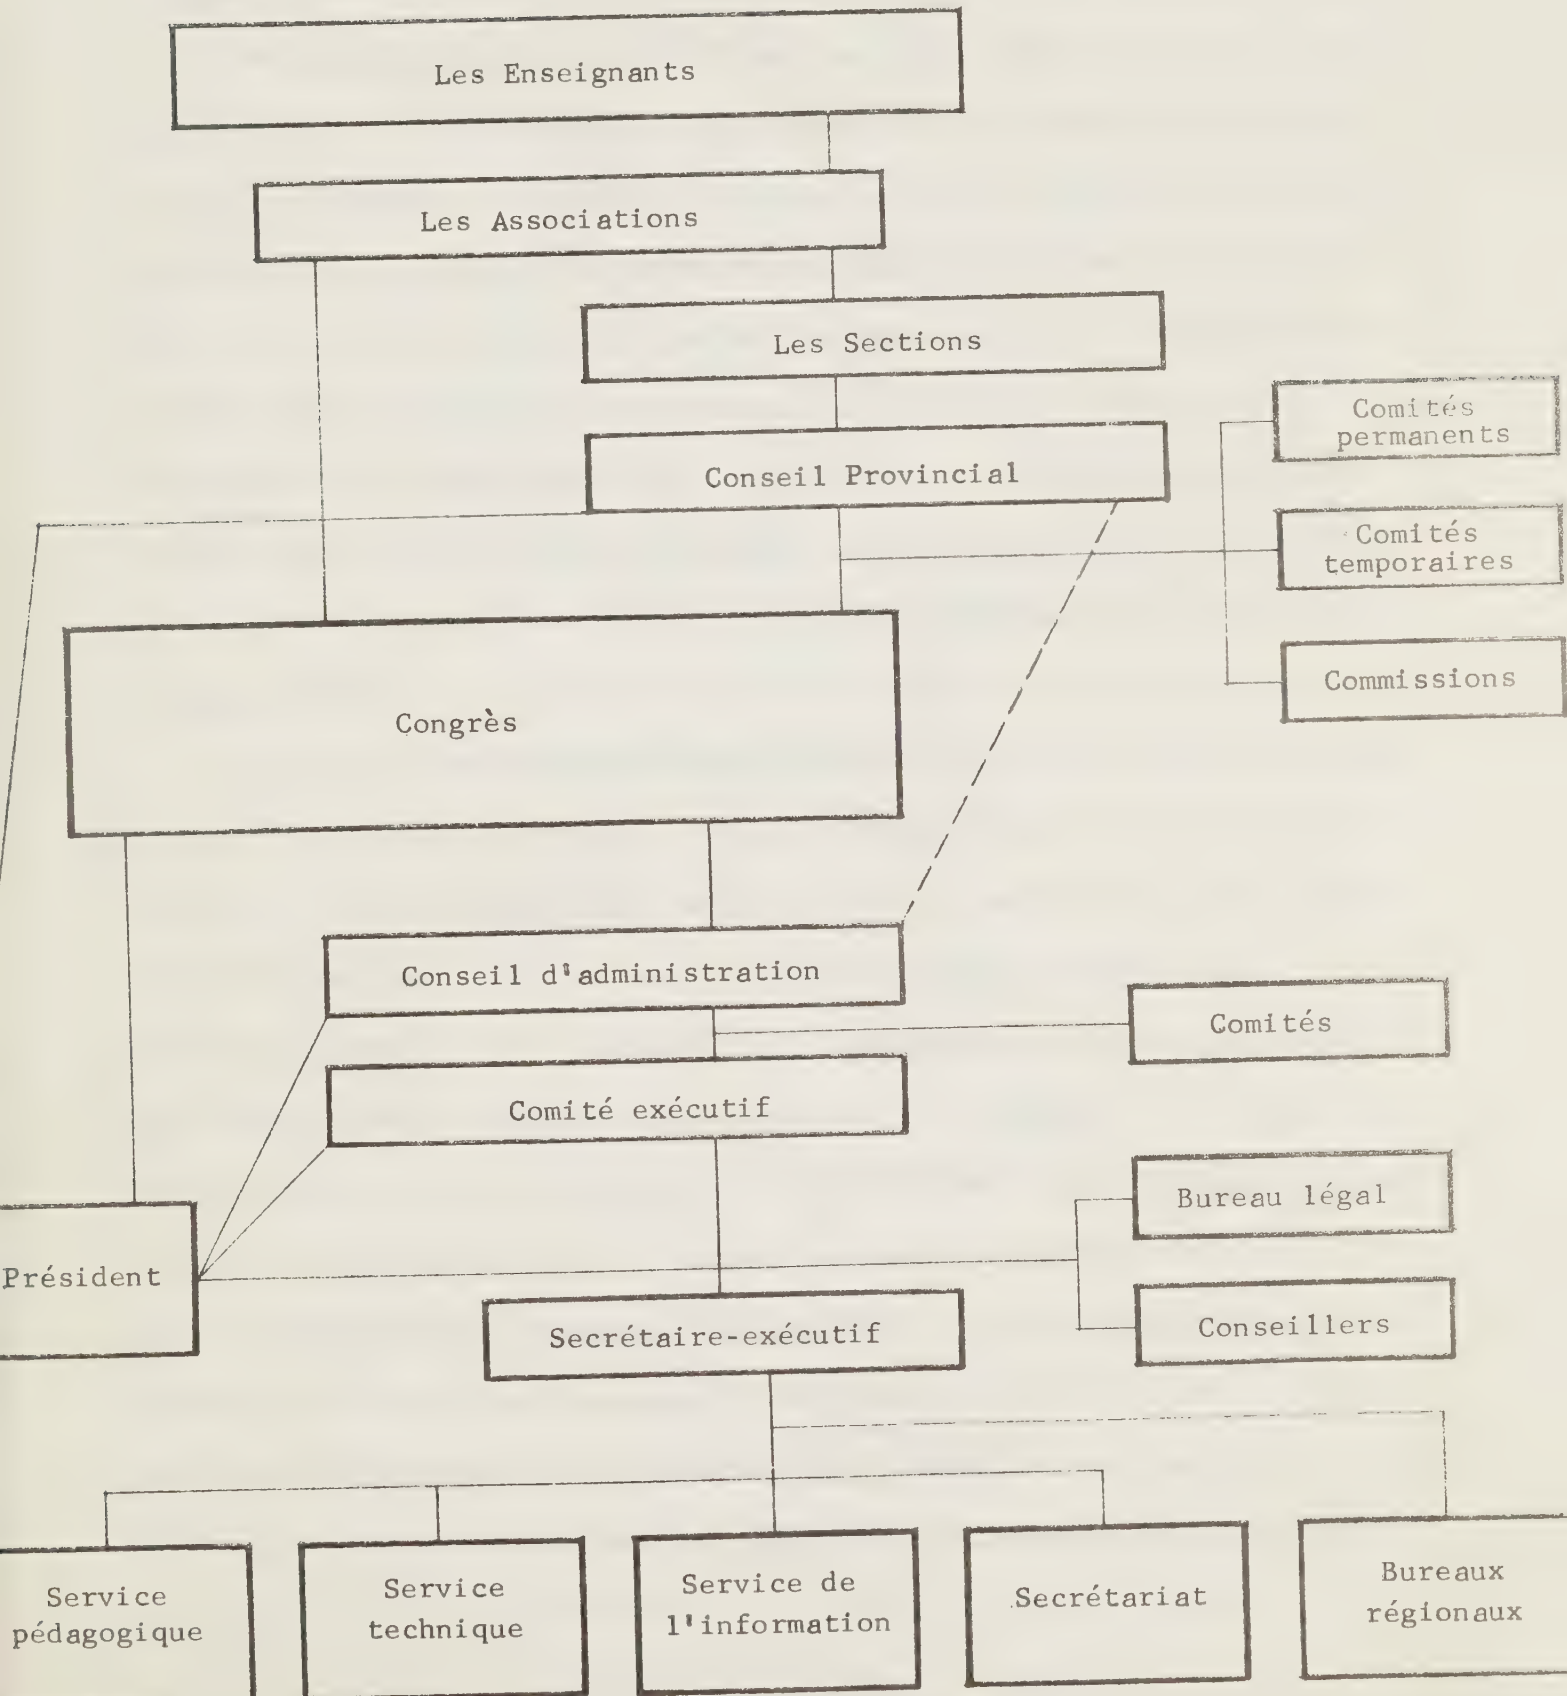 Les Enseignants
Les Associations
Les Sections
Conseil Provincial
Comités
permanents
Comités
temporaires
Commissions
Congrès
Conseil d'administration
Comités
Comité exécutif
Bureau légal
Président
Conseillers
Secrétaire-exécutif
Service
pédagogique
Service
technique
Service de
l'information
Secrétariat
Bureaux
régionaux